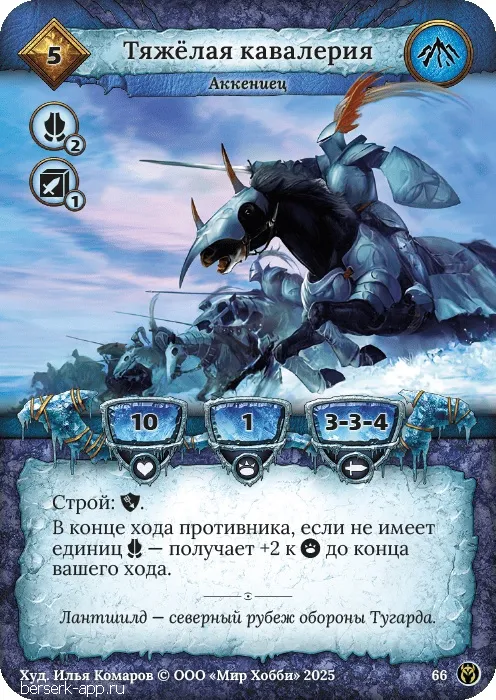 5
Тяжёлая кавалерия
Аккениец
2
1
10
1
3-3-4
Строй: .
В конце хода противника, если не имеет
единиц — получает +2 к до конца
вашего хода.
Лантшилд — северный рубеж обороны Тугарда.
Худ. Илья Комаров © ООО «Мир Хобби» 2025
66
berserk-app.ru